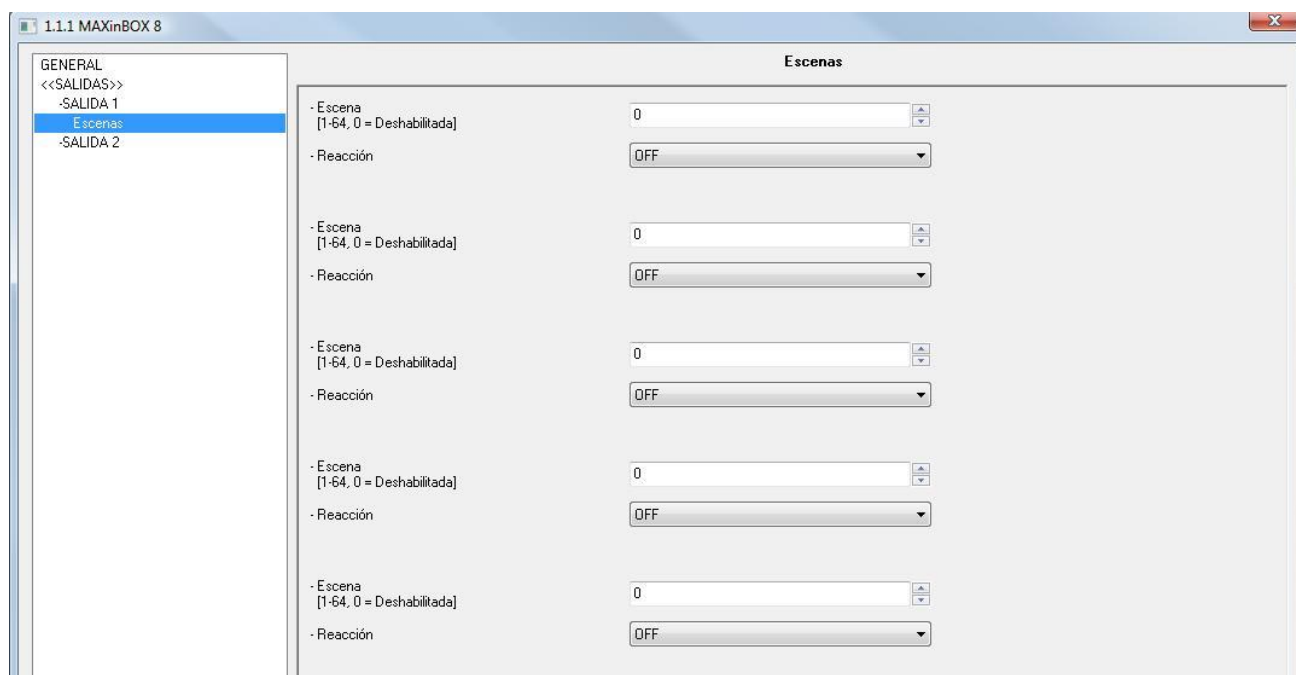 1.1.1 MAXinBOX 8
GENERAL
<<SALIDAS>>
-SALIDA 1
Escenas
-SALIDA 2
Escenas
- Escena
[1-64, 0 = Deshabilitada]
0
- Reacción
OFF
- Escena
[1-64, 0 = Deshabilitada]
0
- Reacción
OFF
- Escena
[1-64, 0 = Deshabilitada]
0
- Reacción
OFF
- Escena
[1-64, 0 = Deshabilitada]
0
- Reacción
OFF
- Escena
[1-64, 0 = Deshabilitada]
0
- Reacción
OFF